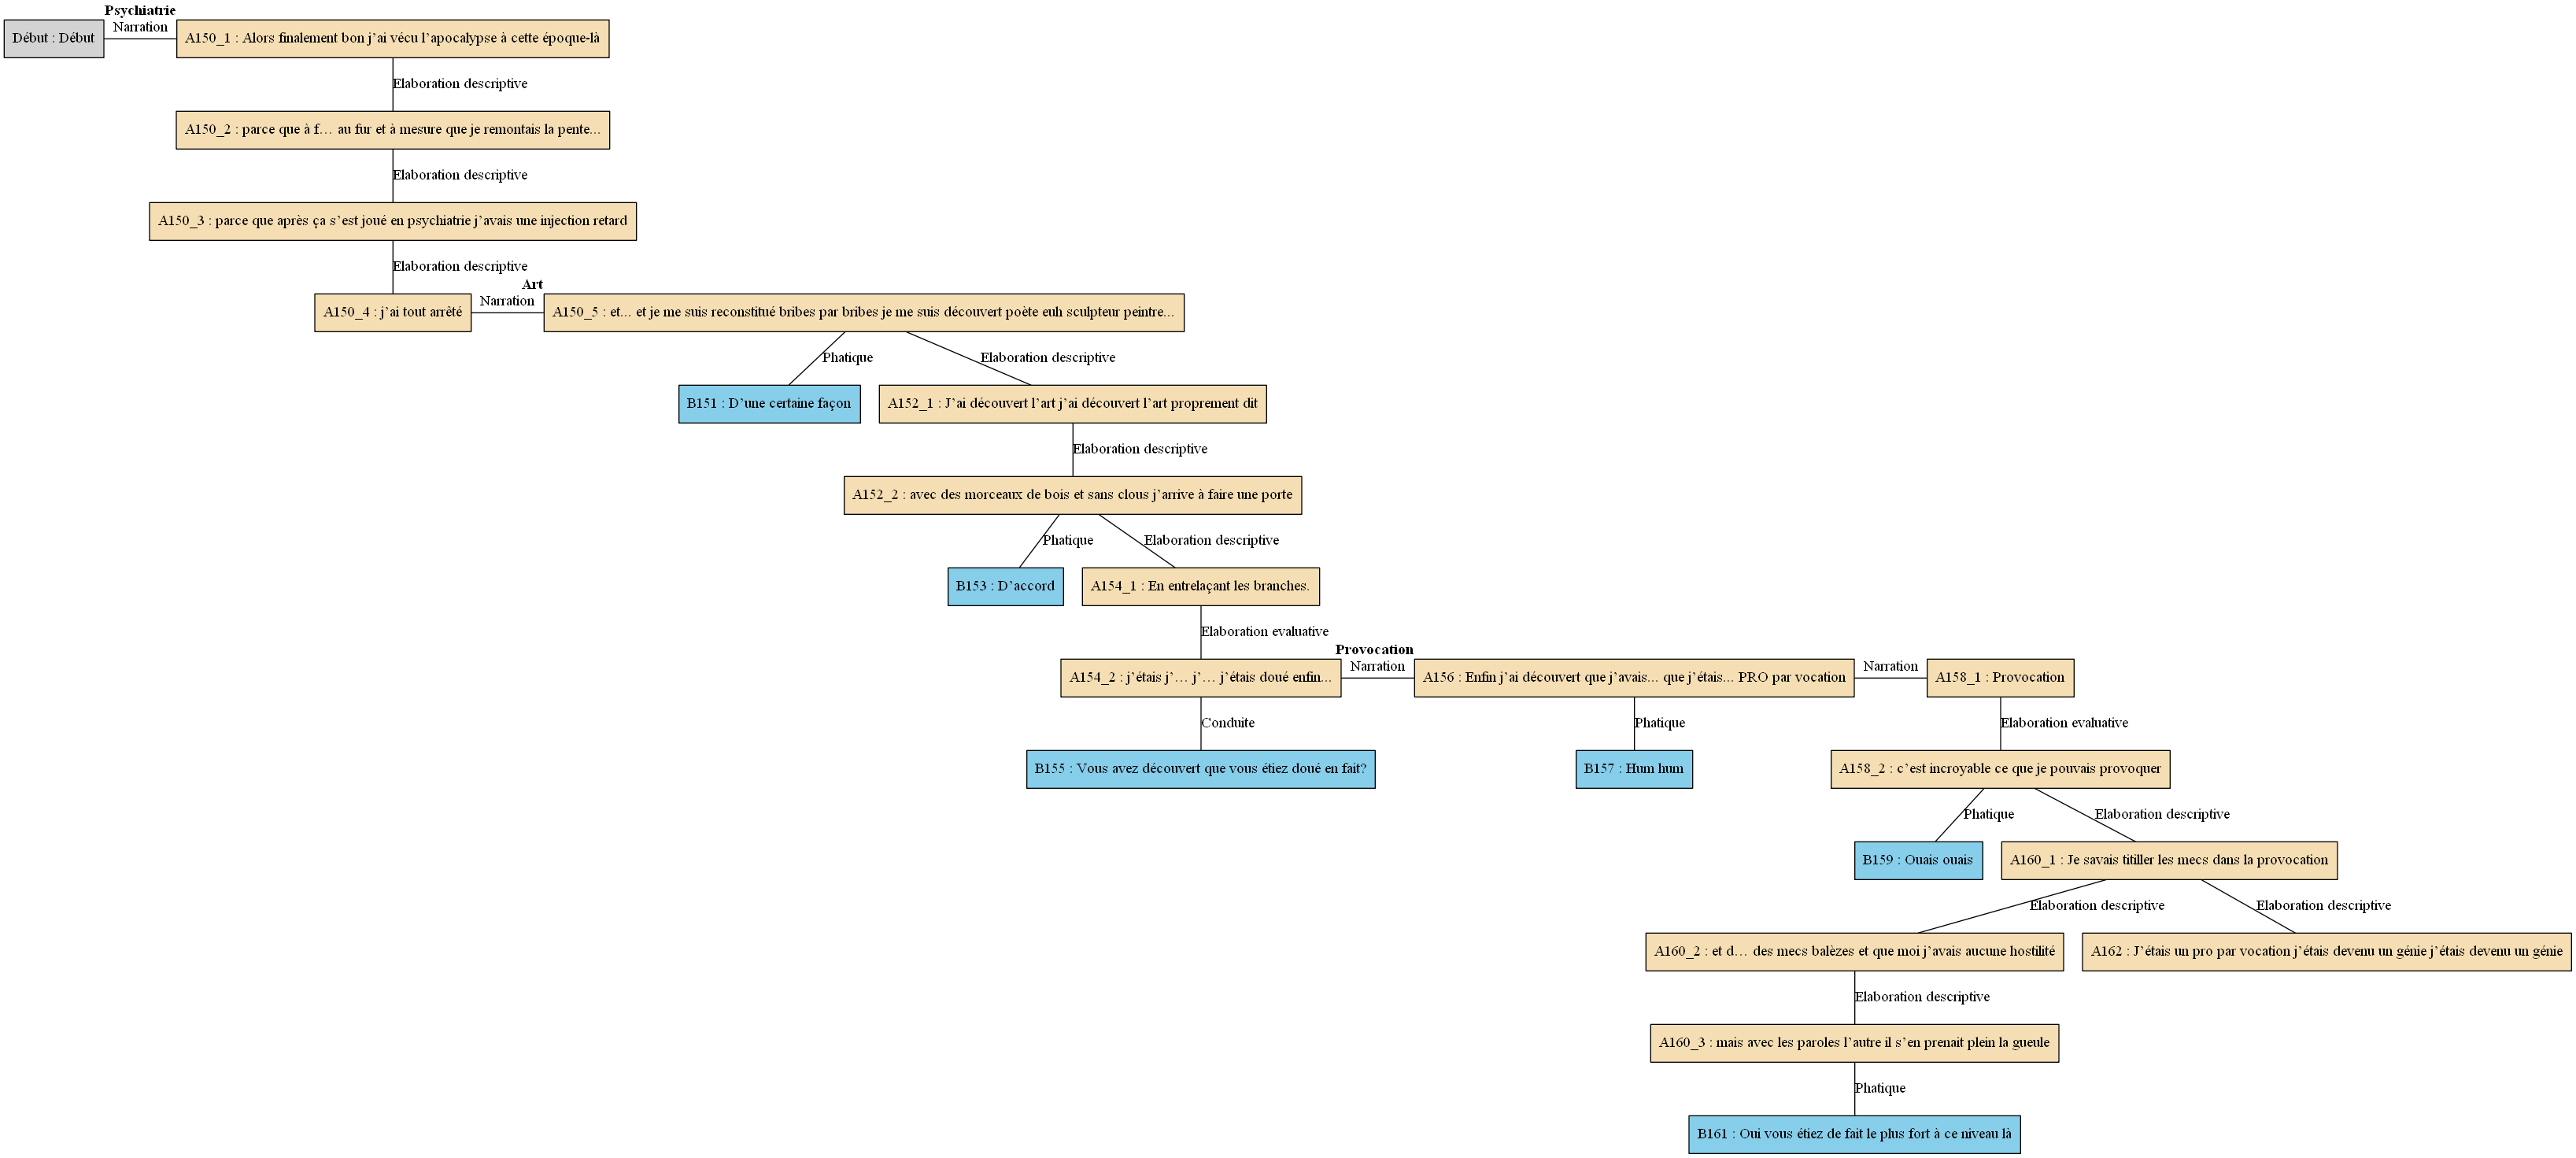 Psychiatrie
Narration
Début : Début
A150_1 : Alors finalement bon j’ai vécu l’apocalypse à cette époque-là
Elaboration descriptive
A150_2 : parce que à f… au fur et à mesure que je remontais la pente...
Elaboration descriptive
A150_3 : parce que après ça s’est joué en psychiatrie j’avais une injection retard
Elaboration descriptive
Art
Narration
A150_4 : j’ai tout arrêté
A150_5 : et... et je me suis reconstitué bribes par bribes je me suis découvert poète euh sculpteur peintre...
Phatique
Elaboration descriptive
B151 : D’une certaine façon
A152_1 : J’ai découvert l’art j’ai découvert l’art proprement dit
Elaboration descriptive
A152_2 : avec des morceaux de bois et sans clous j’arrive à faire une porte
Phatique
Elaboration descriptive
B153 : D’accord
A154_1 : En entrelaçant les branches.
Elaboration evaluative
Provocation
Narration
Narration
A154_2 : j’étais j’… j’… j’étais doué enfin...
A156 : Enfin j’ai découvert que j’avais... que j’étais... PRO par vocation
A158_1 : Provocation
Conduite
Phatique
Elaboration evaluative
B155 : Vous avez découvert que vous étiez doué en fait?
B157 : Hum hum
A158_2 : c’est incroyable ce que je pouvais provoquer
Phatique
Elaboration descriptive
B159 : Ouais ouais
A160_1 : Je savais titiller les mecs dans la provocation
Elaboration descriptive
Elaboration descriptive
A160_2 : et d… des mecs balèzes et que moi j’avais aucune hostilité
A162 : J’étais un pro par vocation j’étais devenu un génie j’étais devenu un génie
Elaboration descriptive
A160_3 : mais avec les paroles l’autre il s’en prenait plein la gueule
Phatique
B161 : Oui vous étiez de fait le plus fort à ce niveau là